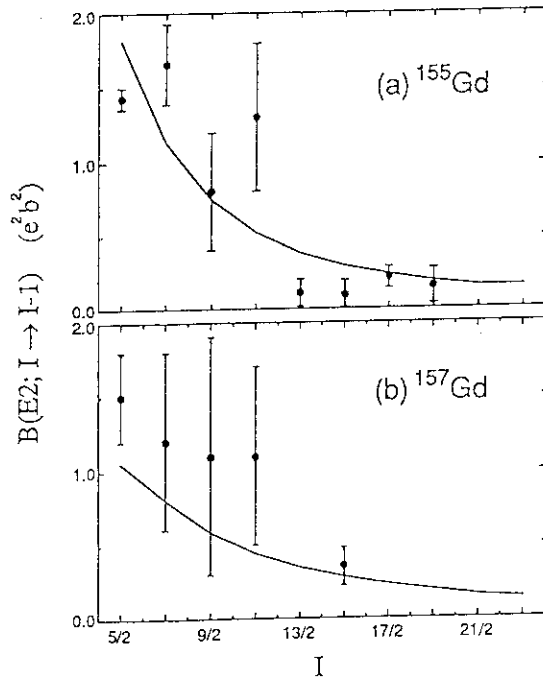 2.0
1.0
0.0
(a) ¹⁵⁵Gd
2.0
1.0
0.0
(b) ¹⁵⁷Gd
5/2 9/2 13/2 17/2 21/2
I
B(E2; I → I-1) (e²b²)